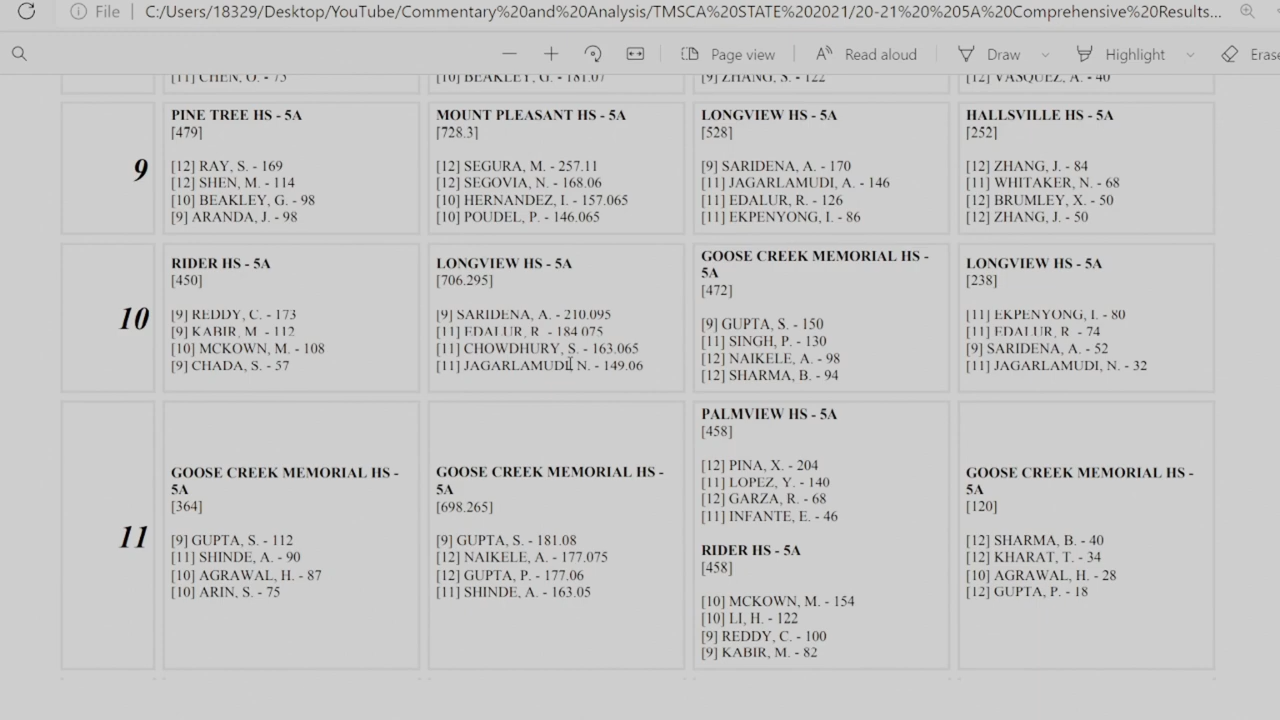 File C:/Users/18329/Desktop/YouTube/Commentary%20and%20Analysis/TMSCA%20STATE%202021/20-21%20%205A%20Comprehensive%20Results...
Page view Read aloud Draw Highlight Erase
[11] CHEN, O. - 75
[10] BEAKLEY, G. - 181.07
[9] ZHANG, S. - 122
[12] VASQUEZ, A. - 40
9
PINE TREE HS - 5A
[479]
[12] RAY, S. - 169
[12] SHEN, M. - 114
[10] BEAKLEY, G. - 98
[9] ARANDA, J. - 98
MOUNT PLEASANT HS - 5A
[728.3]
[12] SEGURA, M. - 257.11
[12] SEGOVIA, N. - 168.06
[10] HERNANDEZ, I. - 157.065
[10] POUDEL, P. - 146.065
LONGVIEW HS - 5A
[528]
[9] SARIDENA, A. - 170
[11] JAGARLAMUDI, A. - 146
[11] EDALUR, R. - 126
[11] EKPENYONG, I. - 86
HALLSVILLE HS - 5A
[252]
[12] ZHANG, J. - 84
[11] WHITAKER, N. - 68
[12] BRUMLEY, X. - 50
[12] ZHANG, J. - 50
10
RIDER HS - 5A
[450]
[9] REDDY, C. - 173
[9] KABIR, M. - 112
[10] MCKOWN, M. - 108
[9] CHADA, S. - 57
LONGVIEW HS - 5A
[706.295]
[9] SARIDENA, A. - 210.095
[11] EDALUR, R. - 184.075
[11] CHOWDHURY, S. - 163.065
[11] JAGARLAMUDI, N. - 149.06
GOOSE CREEK MEMORIAL HS -
5A
[472]
[9] GUPTA, S. - 150
[11] SINGH, P. - 130
[12] NAIKELE, A. - 98
[12] SHARMA, B. - 94
LONGVIEW HS - 5A
[238]
[11] EKPENYONG, I. - 80
[11] EDALUR, R. - 74
[9] SARIDENA, A. - 52
[11] JAGARLAMUDI, N. - 32
11
GOOSE CREEK MEMORIAL HS -
5A
[364]
[9] GUPTA, S. - 112
[11] SHINDE, A. - 90
[10] AGRAWAL, H. - 87
[10] ARIN, S. - 75
GOOSE CREEK MEMORIAL HS -
5A
[698.265]
[9] GUPTA, S. - 181.08
[12] NAIKELE, A. - 177.075
[12] GUPTA, P. - 177.06
[11] SHINDE, A. - 163.05
PALMVIEW HS - 5A
[458]
[12] PINA, X. - 204
[11] LOPEZ, Y. - 140
[12] GARZA, R. - 68
[11] INFANTE, E. - 46
RIDER HS - 5A
[458]
[10] MCKOWN, M. - 154
[10] LI, H. - 122
[9] REDDY, C. - 100
[9] KABIR, M. - 82
GOOSE CREEK MEMORIAL HS -
5A
[120]
[12] SHARMA, B. - 40
[12] KHARAT, T. - 34
[10] AGRAWAL, H. - 28
[12] GUPTA, P. - 18